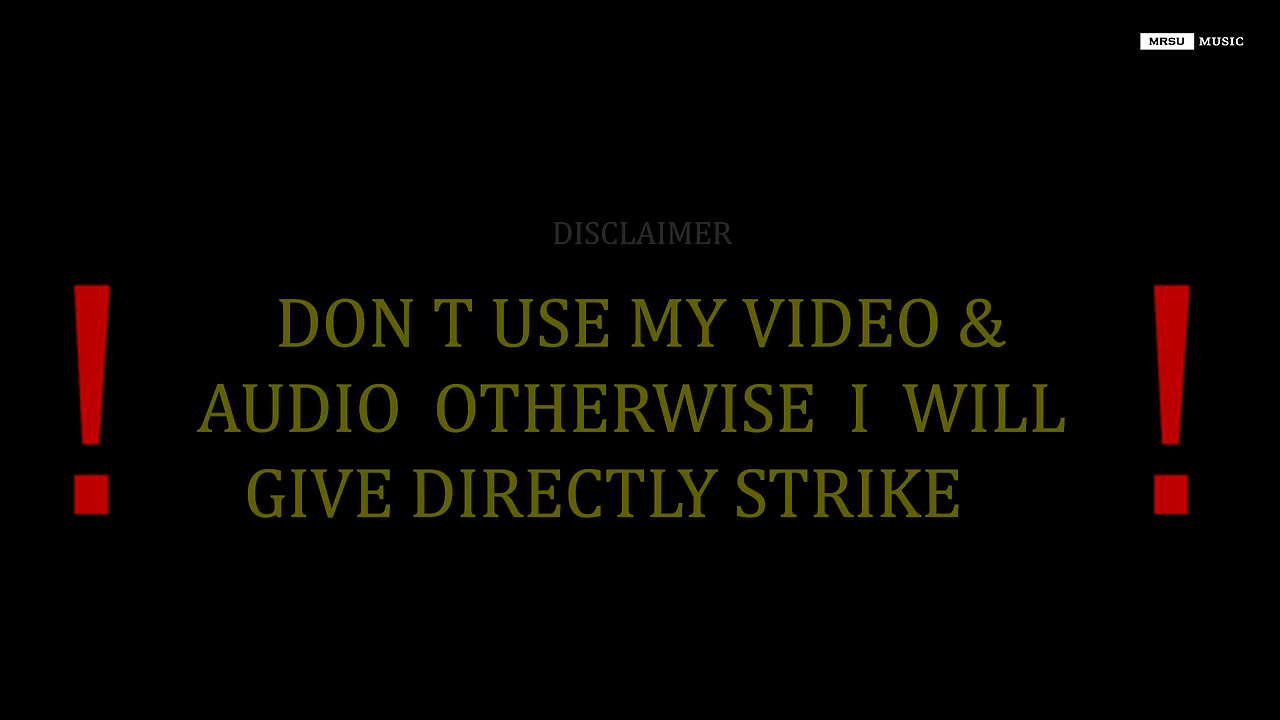 MRSU MUSIC
DISCLAIMER
! DON T USE MY VIDEO & !
AUDIO OTHERWISE I WILL
GIVE DIRECTLY STRIKE